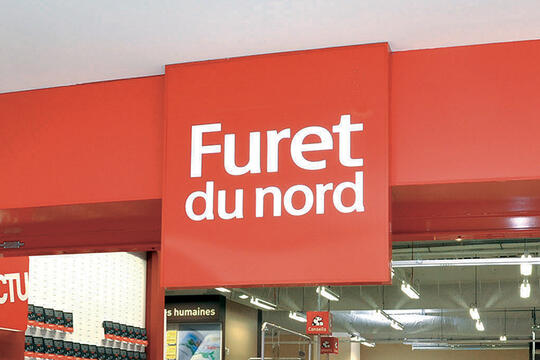 Furet
du nord
CTU
s humaines
Conseils